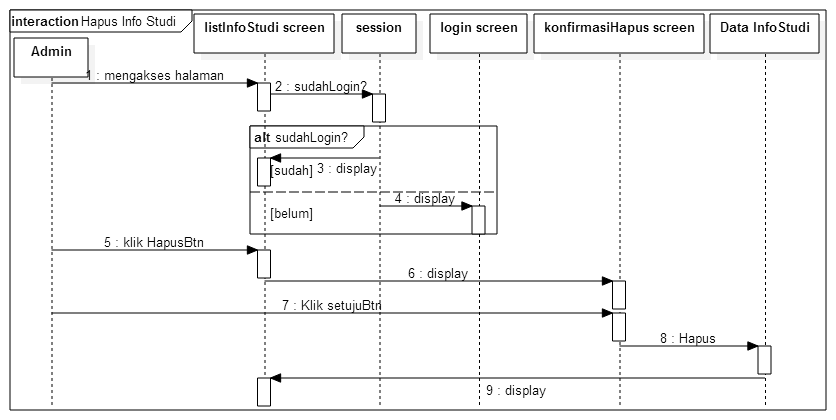 interaction Hapus Info Studi
Admin
listInfoStudi screen
session
login screen
konfirmasiHapus screen
Data InfoStudi
1 : mengakses halaman
2 : sudahLogin?
alt sudahLogin?
[sudah]
3 : display
4 : display
[belum]
5 : klik HapusBtn
6 : display
7 : Klik setujuBtn
8 : Hapus
9 : display